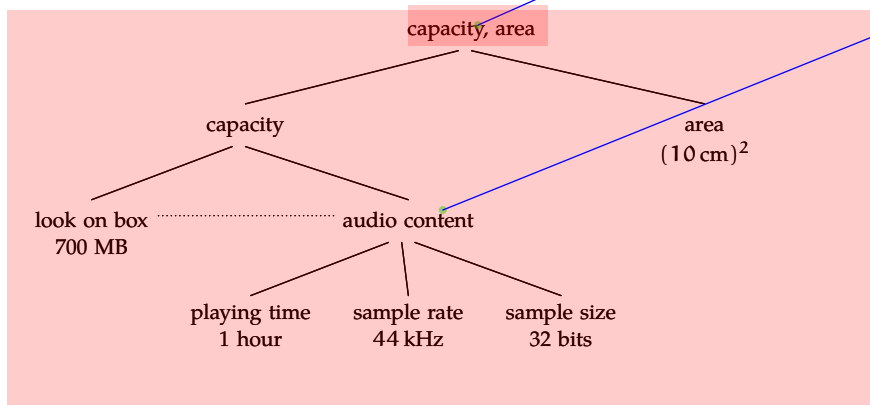 capacity, area
capacity
area
(10 cm)²
look on box
700 MB
audio content
playing time
1 hour
sample rate
44 kHz
sample size
32 bits